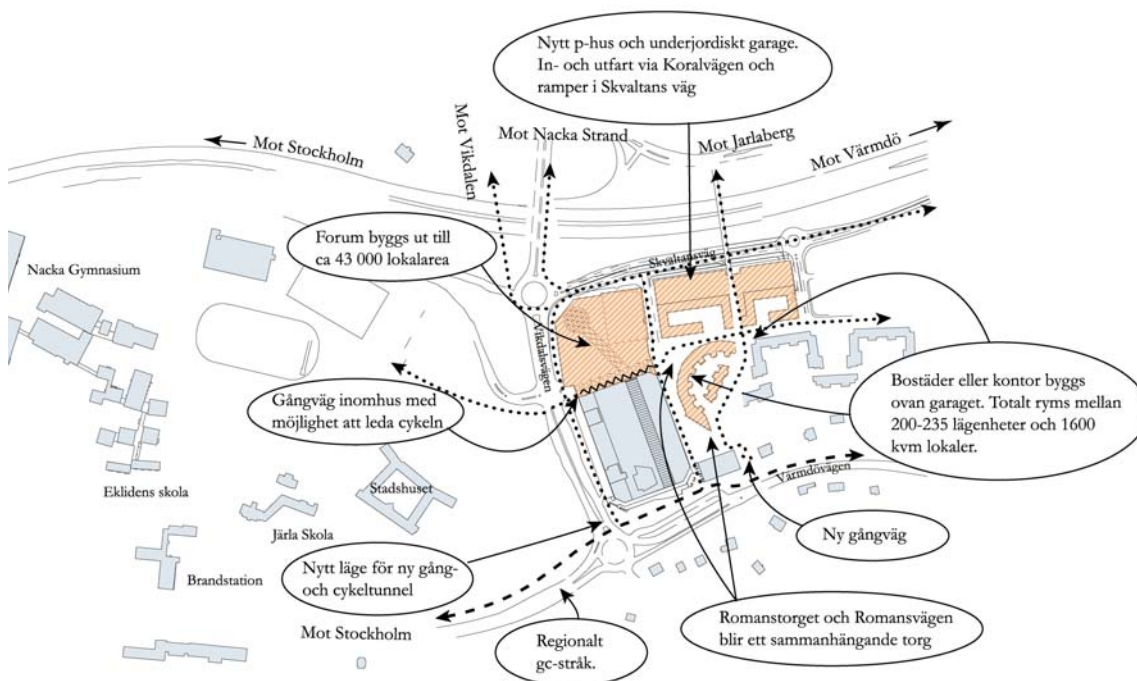 Nytt p-hus och underjordiskt garage.
In- och utfart via Koralvägen och
ramper i Skvaltans väg
Mot Stockholm
Mot Vikdalen
Mot Nacka Strand
Mot Jarlaberg
Mot Värmdö
Forum byggs ut till
ca 43 000 lokalarea
Nacka Gymnasium
Skvaltansväg
Vikdalsvägen
Gångväg inomhus med
möjlighet att leda cykeln
Bostäder eller kontor byggs
ovan garaget. Totalt ryms mellan
200-235 lägenheter och 1600
kvm lokaler.
Eklidens skola
Stadshuset
Värmdövägen
Järla Skola
Ny gångväg
Nytt läge för ny gång-
och cykeltunnel
Brandstation
Mot Stockholm
Regionalt
gc-stråk.
Romanstorget och Romansvägen
blir ett sammanhängande torg